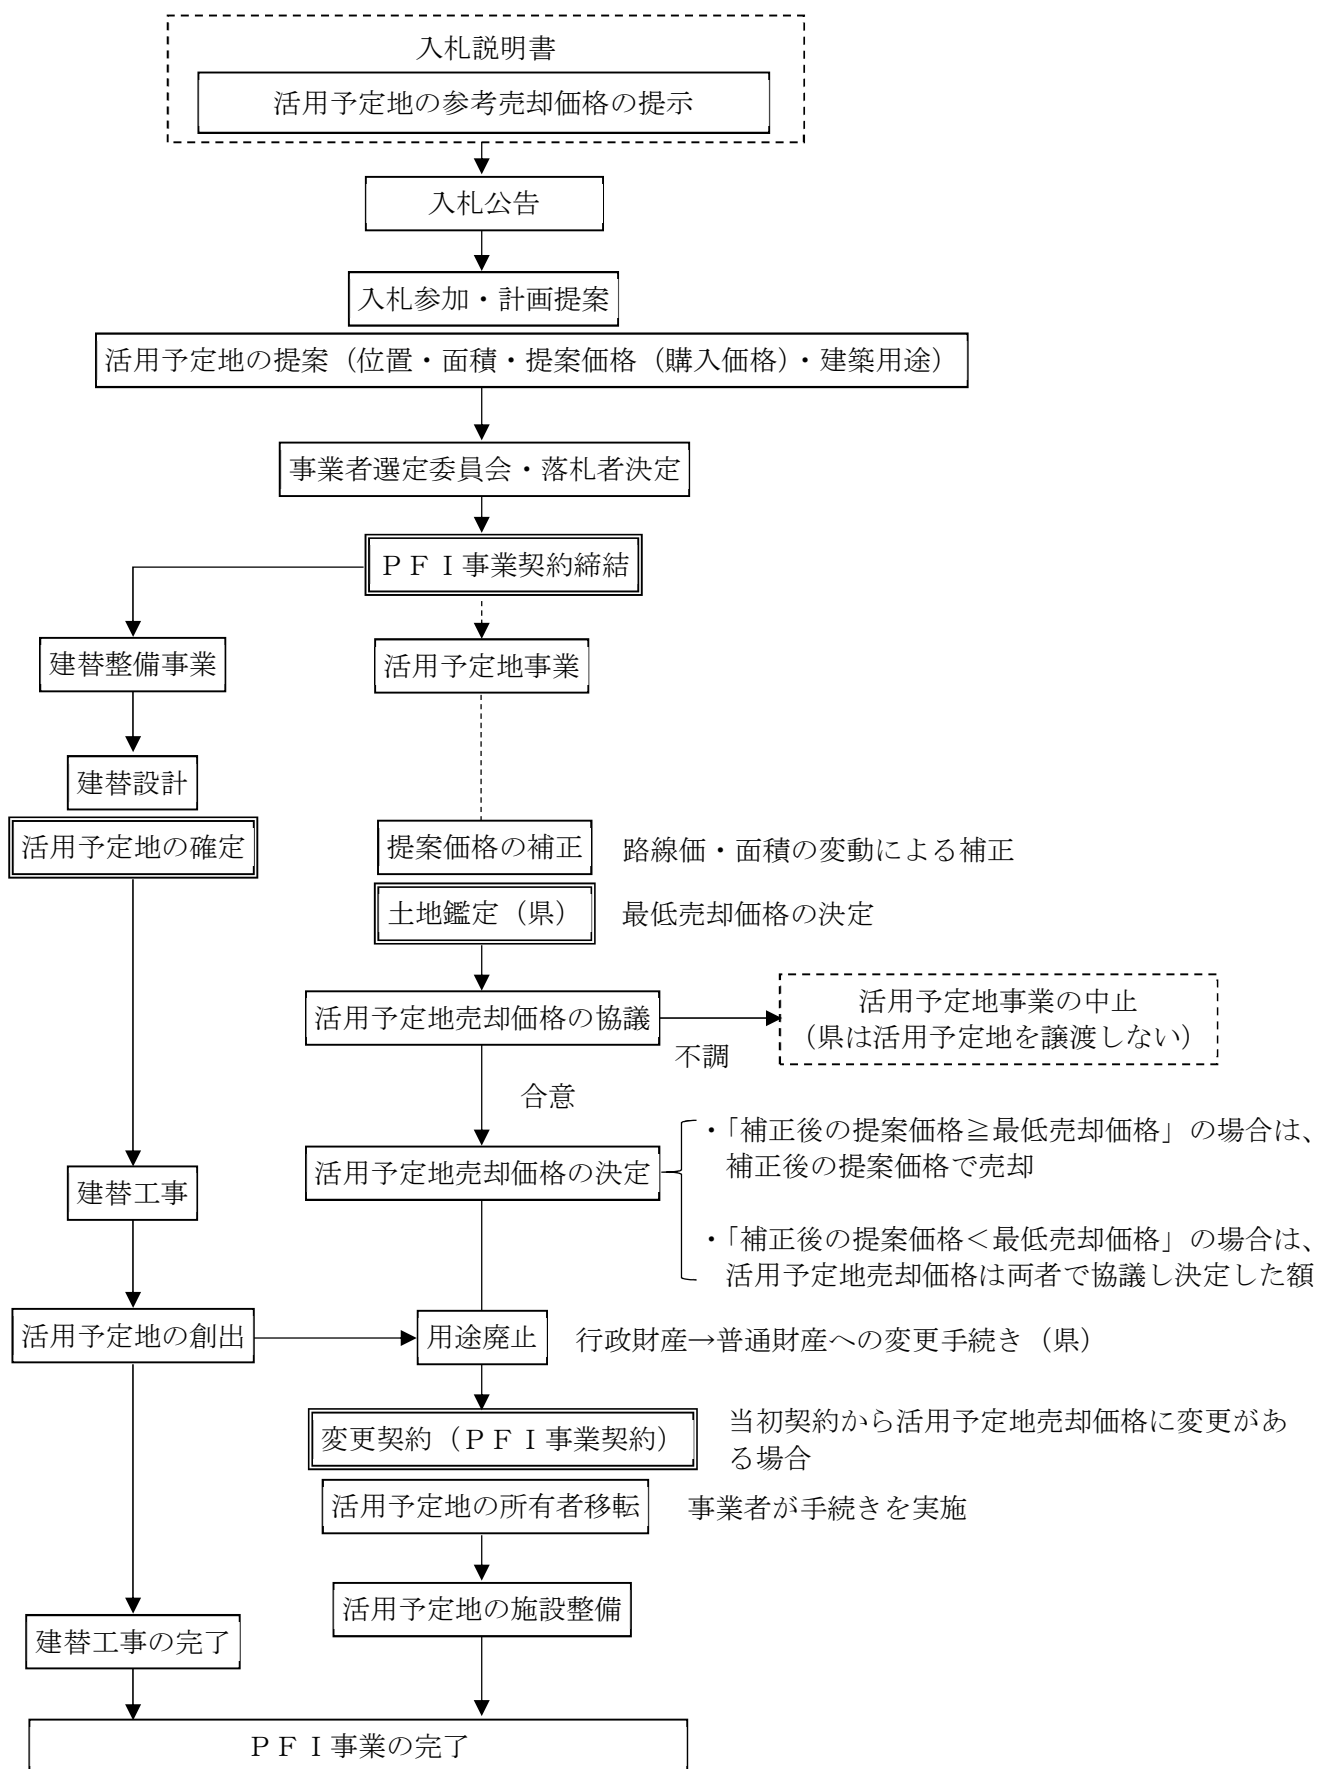 入札説明書
活用予定地の参考売却価格の提示
入札公告
入札参加・計画提案
活用予定地の提案（位置・面積・提案価格（購入価格）・建築用途）
事業者選定委員会・落札者決定
ＰＦＩ事業契約締結
建替整備事業
活用予定地事業
建替設計
活用予定地の確定
提案価格の補正
路線価・面積の変動による補正
土地鑑定（県）
最低売却価格の決定
活用予定地売却価格の協議
活用予定地事業の中止
（県は活用予定地を譲渡しない）
不調
合意
活用予定地売却価格の決定
・「補正後の提案価格≧最低売却価格」の場合は、
補正後の提案価格で売却
・「補正後の提案価格＜最低売却価格」の場合は、
活用予定地売却価格は両者で協議し決定した額
建替工事
活用予定地の創出
用途廃止
行政財産→普通財産への変更手続き（県）
変更契約（ＰＦＩ事業契約）
当初契約から活用予定地売却価格に変更があ
る場合
活用予定地の所有者移転
事業者が手続きを実施
活用予定地の施設整備
建替工事の完了
ＰＦＩ事業の完了